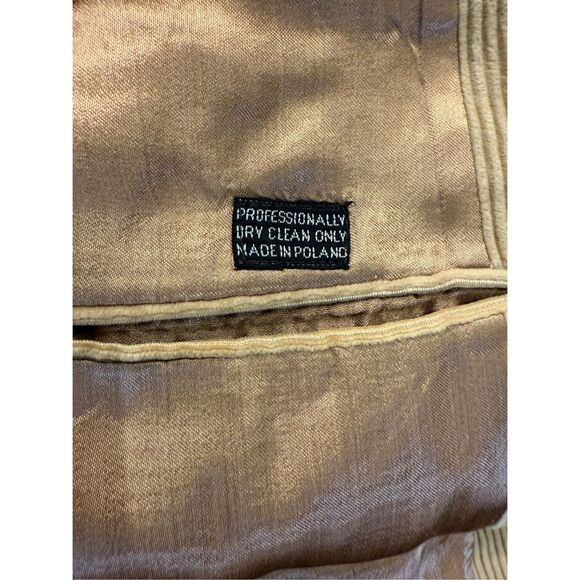 PROFESSIONALLY
DRY CLEAN ONLY
MADE IN POLAND